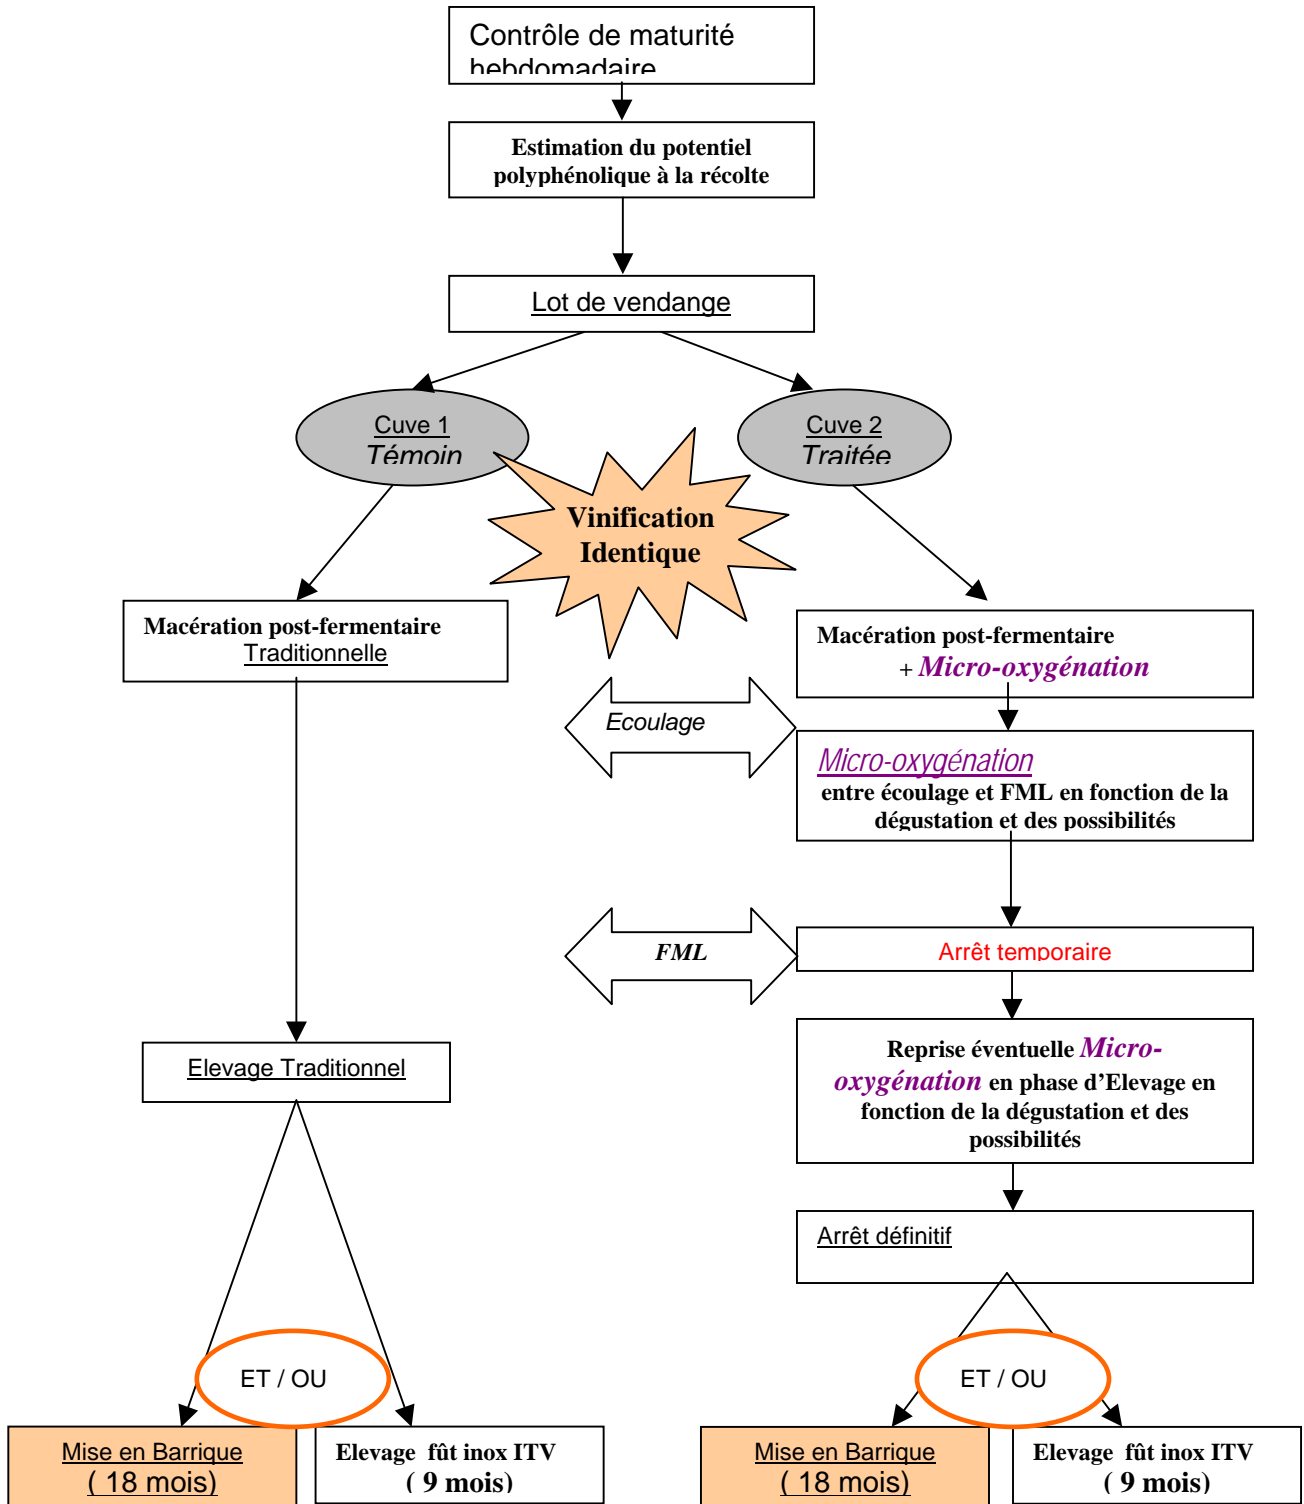 Contrôle de maturité
hebdomadaire
Estimation du potentiel
polyphénolique à la récolte
Lot de vendange
Cuve 1
Témoin
Cuve 2
Traitée
Vinification
Identique
Macération post-fermentaire
Traditionnelle
Macération post-fermentaire
+ Micro-oxygénation
Ecoulage
Micro-oxygénation
entre écoulage et FML en fonction de la
dégustation et des possibilités
FML
Arrêt temporaire
Elevage Traditionnel
Reprise éventuelle Micro-
oxygénation en phase d’Elevage en
fonction de la dégustation et des
possibilités
Arrêt définitif
ET / OU
ET / OU
Mise en Barrique
( 18 mois)
Elevage fût inox ITV
( 9 mois)
Mise en Barrique
( 18 mois)
Elevage fût inox ITV
( 9 mois)